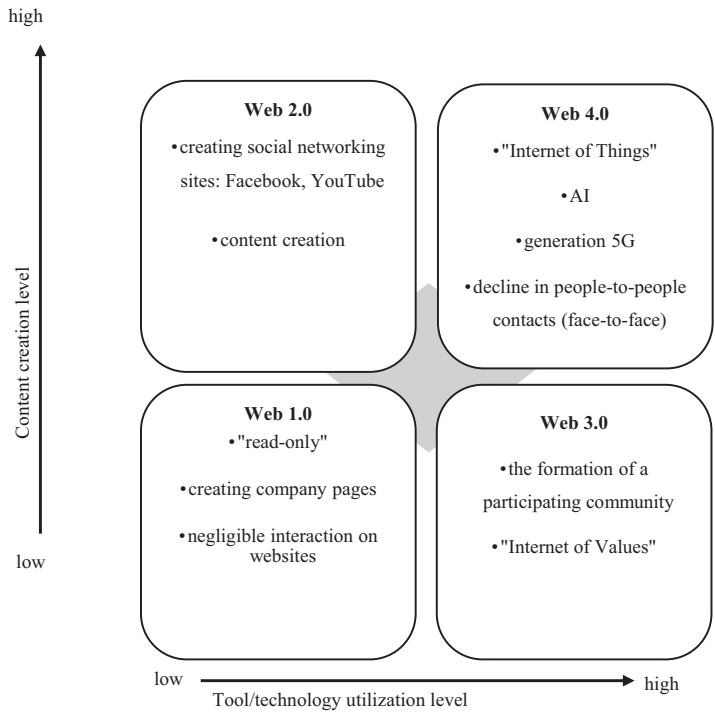 high
Web 2.0
•creating social networking
sites: Facebook, YouTube
•content creation
Web 4.0
•"Internet of Things"
•AI
•generation 5G
•decline in people-to-people
contacts (face-to-face)
Content creation level
Web 1.0
•"read-only"
•creating company pages
•negligible interaction on
websites
Web 3.0
•the formation of a
participating community
•"Internet of Values"
low
low
high
Tool/technology utilization level